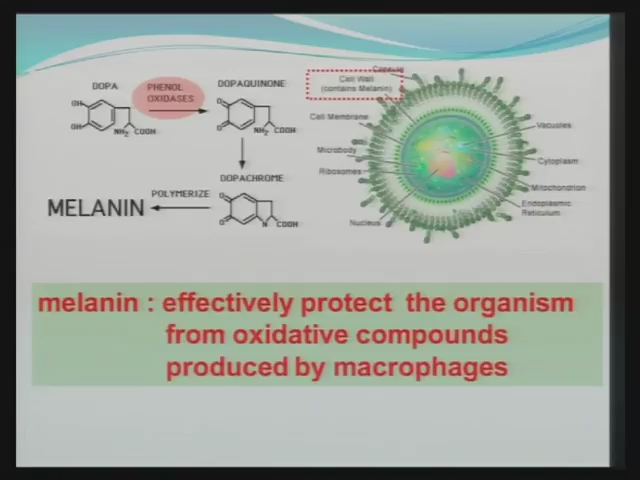 DOPA
PHENOL
OXIDASES
DOPAQUINONE
OH
OH
NH2
COOH
O
O
NH2
COOH
DOPACHROME
POLYMERIZE
MELANIN
O
O
N
COOH
Capsule
Cell Wall
(contains Melanin)
Cell Membrane
Microbody
Ribosomes
Nucleus
Vacuoles
Cytoplasm
Mitochondrion
Endoplasmic
Reticulum
melanin : effectively protect the organism
from oxidative compounds
produced by macrophages